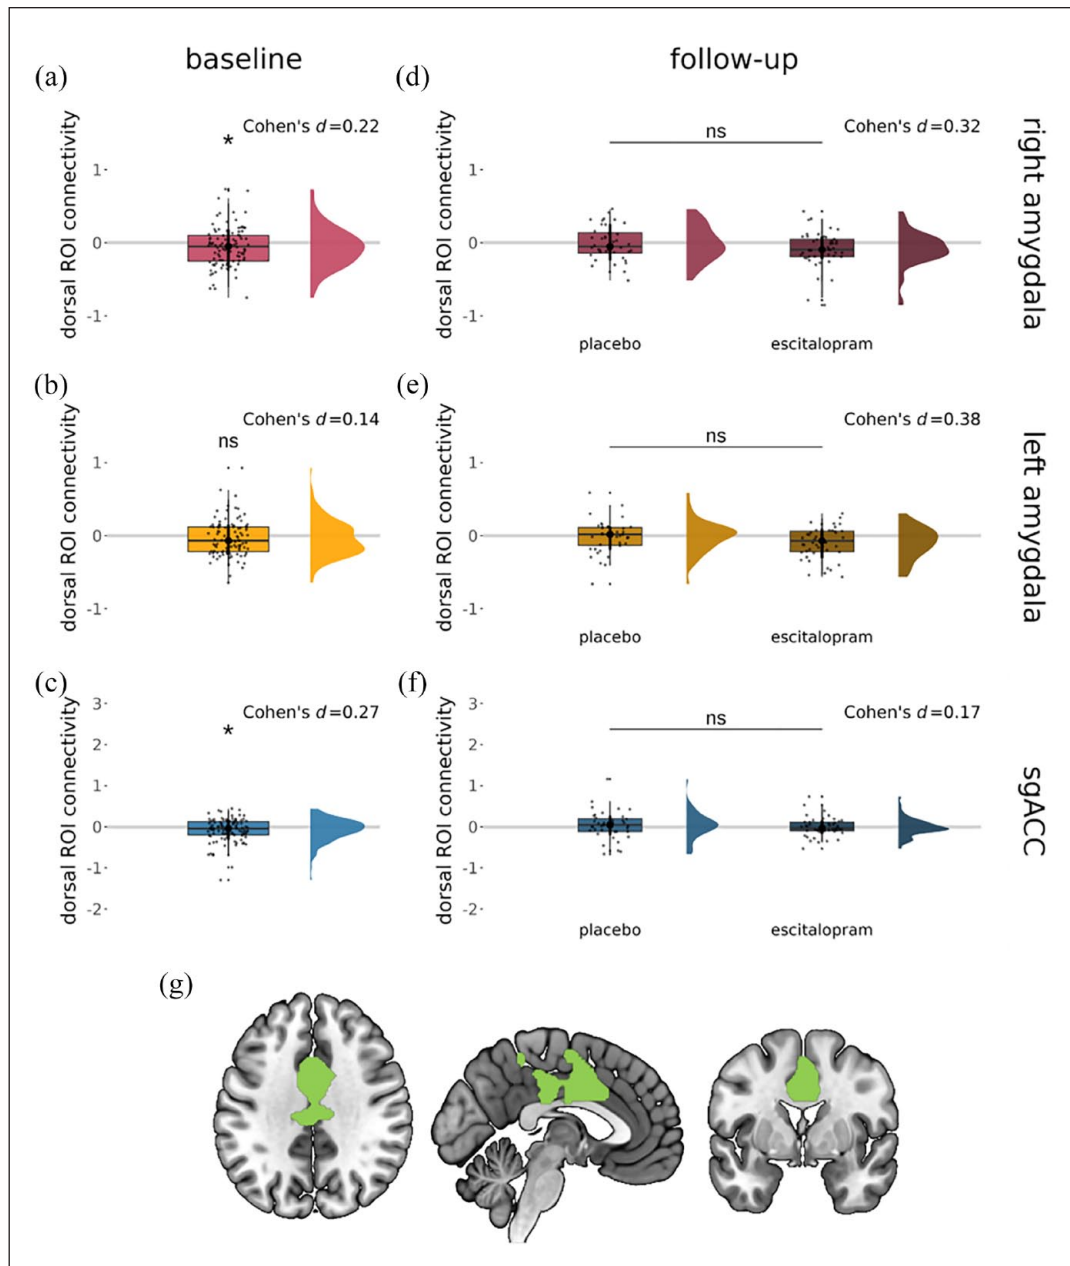 baseline
follow-up
(a)
dorsal ROI connectivity
1
0
-1
Cohen's d=0.22
*
(d)
dorsal ROI connectivity
1
0
-1
ns
Cohen's d=0.32
placebo
escitalopram
right amygdala
(b)
dorsal ROI connectivity
1
0
-1
Cohen's d=0.14
ns
(e)
dorsal ROI connectivity
1
0
-1
ns
Cohen's d=0.38
placebo
escitalopram
left amygdala
(c)
dorsal ROI connectivity
3
2
1
0
-1
-2
Cohen's d=0.27
*
(f)
dorsal ROI connectivity
3
2
1
0
-1
-2
ns
Cohen's d=0.17
placebo
escitalopram
sgACC
(g)